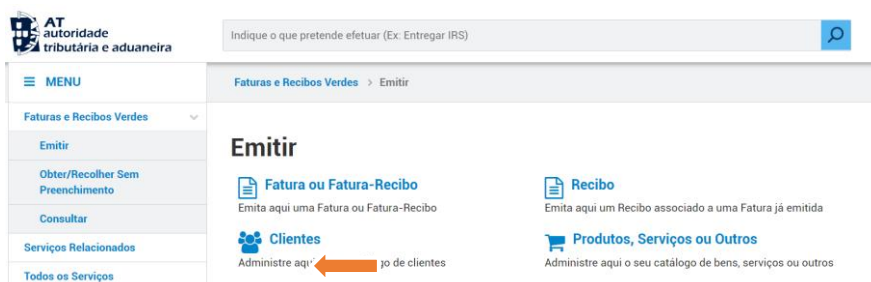 AT
autoridade
tributária e aduaneira
Indique o que pretende efetuar (Ex: Entregar IRS)
MENU
Faturas e Recibos Verdes > Emitir
Faturas e Recibos Verdes
Emitir
Obter/Recolher Sem
Preenchimento
Consultar
Serviços Relacionados
Todos os Serviços
Emitir
Fatura ou Fatura-Recibo
Emita aqui uma Fatura ou Fatura-Recibo
Recibo
Emita aqui um Recibo associado a uma Fatura já emitida
Clientes
Administre de clientes
Produtos, Serviços ou Outros
Administre aqui o seu catálogo de bens, serviços ou outros